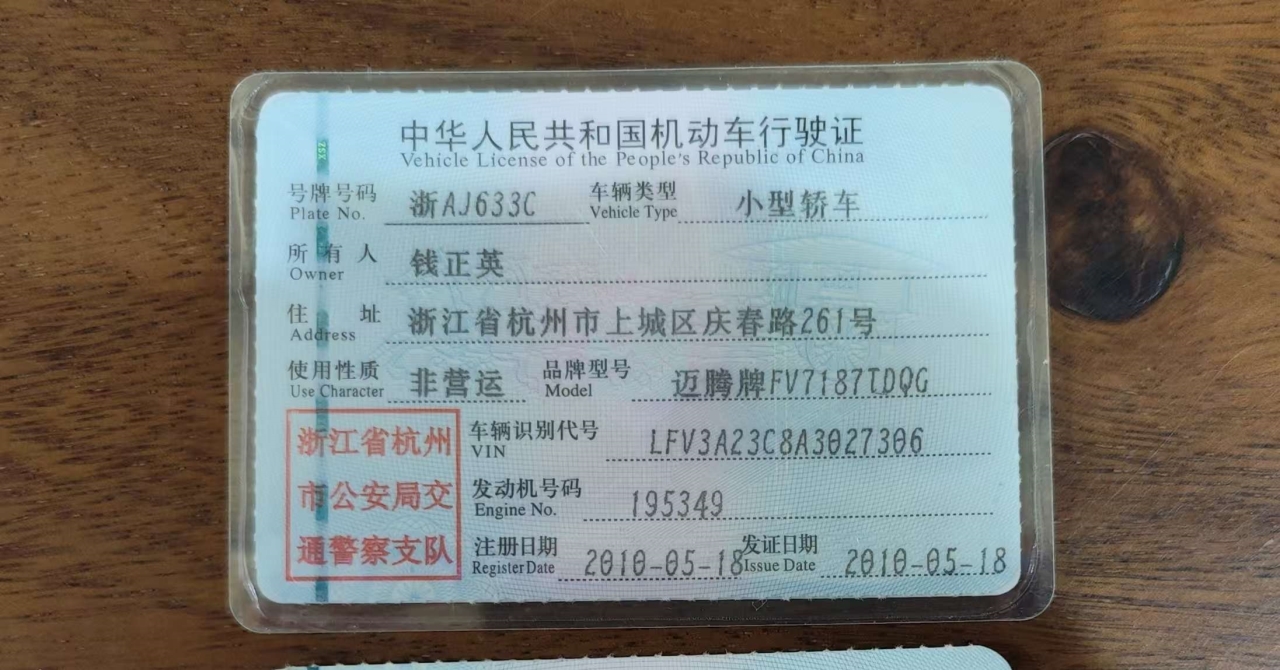 中华人民共和国机动车行驶证
Vehicle License of the People's Republic of China
号牌号码 浙AJ633C 车辆类型 小型轿车
Plate No. Vehicle Type
所有人 钱正英
Owner
住址 浙江省杭州市上城区庆春路261号
Address
使用性质 非营运 品牌型号 迈腾牌FV7187TDQG
Use Character Model
浙江省杭州
市公安局交
通警察支队
车辆识别代号 LFV3A23C8A3027306
VIN
发动机号码 195349
Engine No.
注册日期 2010-05-18 发证日期 2010-05-18
Register Date Issue Date